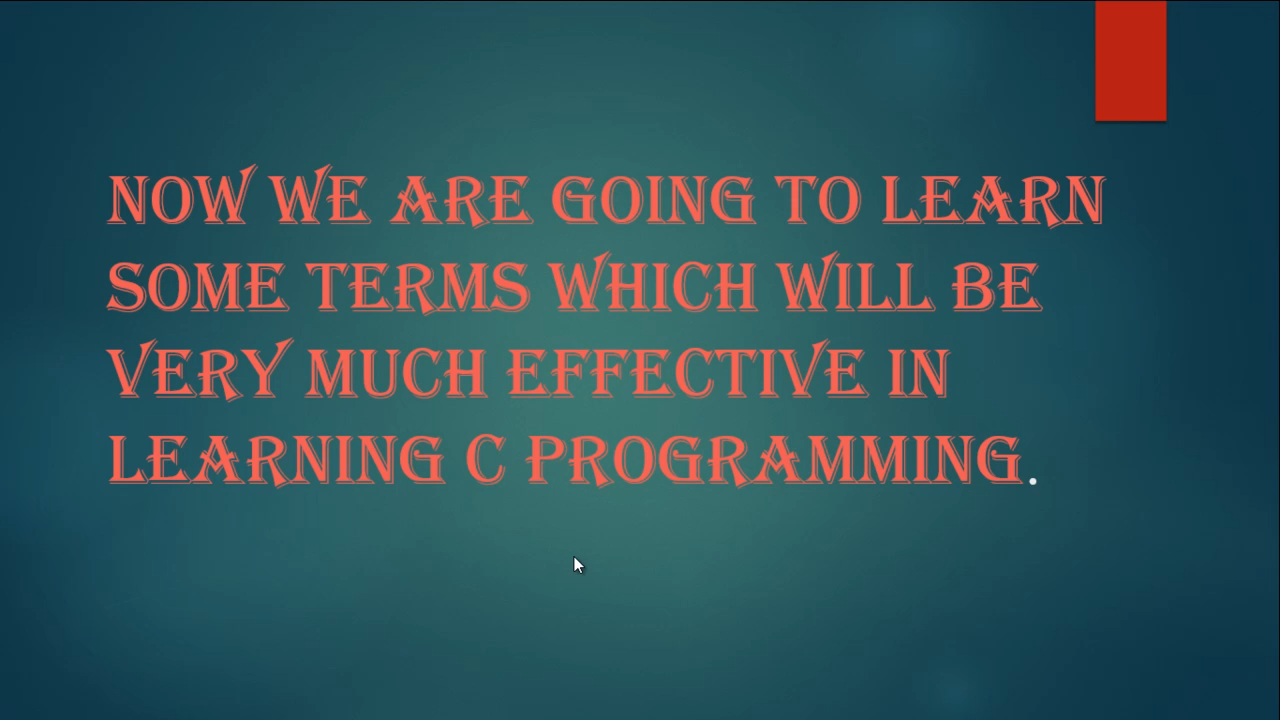 NOW WE ARE GOING TO LEARN
SOME TERMS WHICH WILL BE
VERY MUCH EFFECTIVE IN
LEARNING C PROGRAMMING.